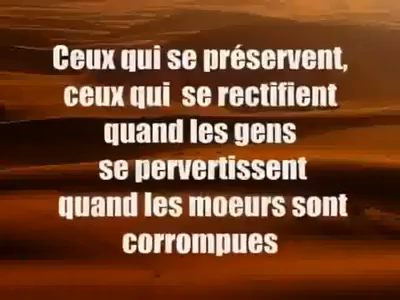 Ceux qui se préservent,
ceux qui se rectifient
quand les gens
se pervertissent
quand les moeurs sont
corrompues